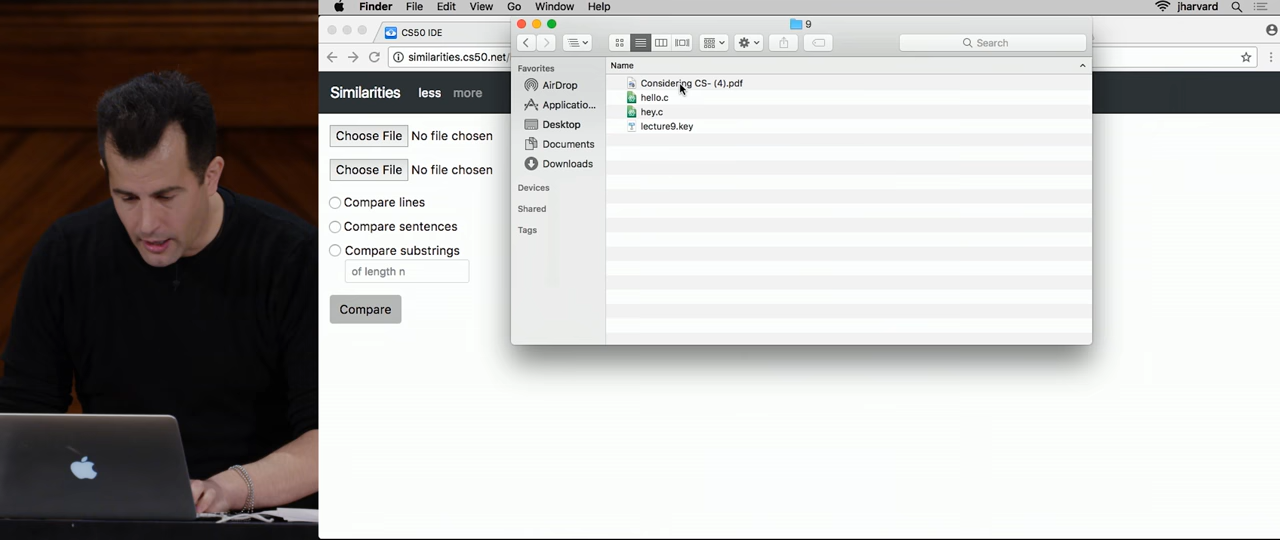 Finder File Edit View Go Window Help jharvard
CS50 IDE
9
similarities.cs50.net/
Search
Similarities less more
Choose File No file chosen
Choose File No file chosen
Compare lines
Compare sentences
Compare substrings
of length n
Compare
Favorites
AirDrop
Applicatio...
Desktop
Documents
Downloads
Devices
Shared
Tags
Name
Considering CS- (4).pdf
hello.c
hey.c
lecture9.key